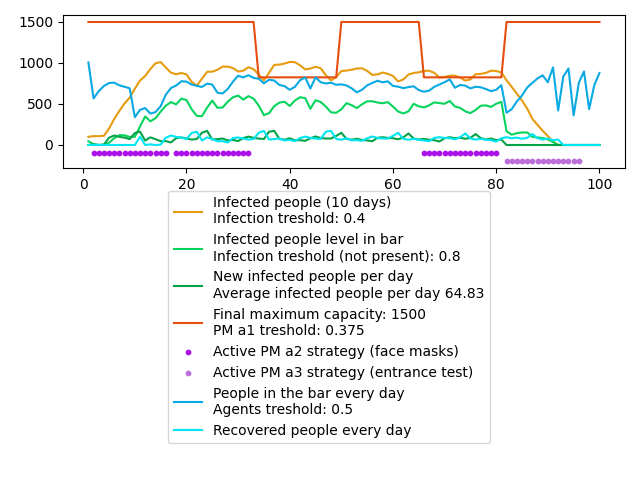 1500
1000
500
0
0 20 40 60 80 100
Infected people (10 days)
Infection treshold: 0.4
Infected people level in bar
Infection treshold (not present): 0.8
New infected people per day
Average infected people per day 64.83
Final maximum capacity: 1500
PM a1 treshold: 0.375
Active PM a2 strategy (face masks)
Active PM a3 strategy (entrance test)
People in the bar every day
Agents treshold: 0.5
Recovered people every day